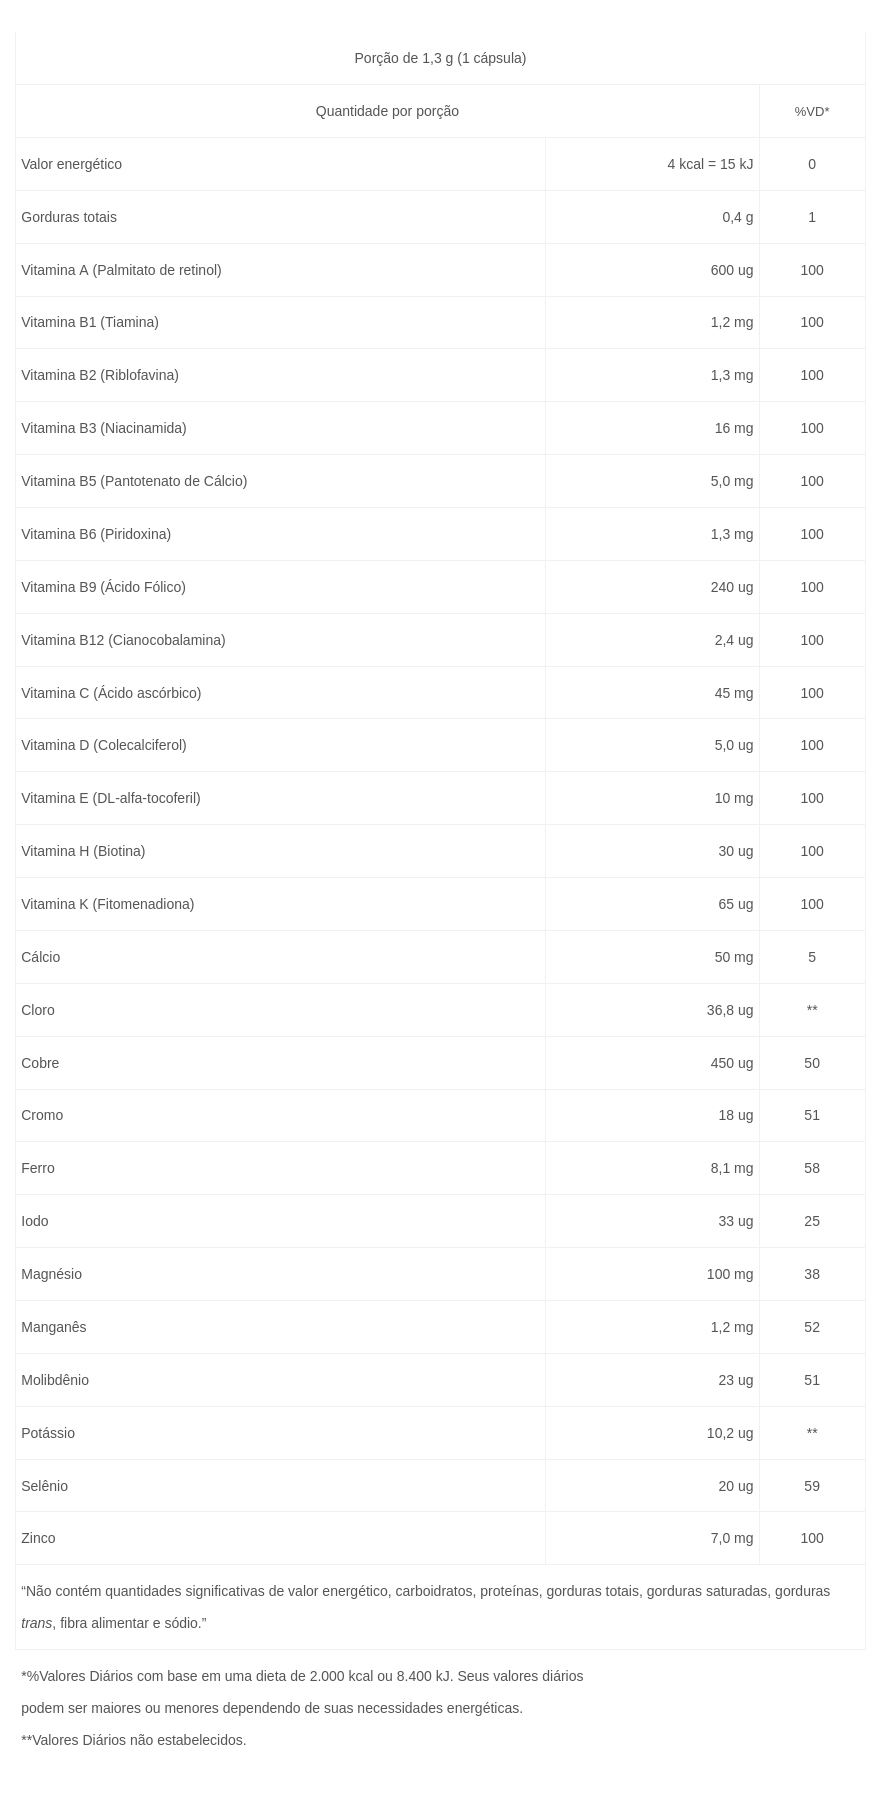 Porção de 1,3 g (1 cápsula)
Quantidade por porção %VD*
Valor energético 4 kcal = 15 kJ 0
Gorduras totais 0,4 g 1
Vitamina A (Palmitato de retinol) 600 ug 100
Vitamina B1 (Tiamina) 1,2 mg 100
Vitamina B2 (Riblofavina) 1,3 mg 100
Vitamina B3 (Niacinamida) 16 mg 100
Vitamina B5 (Pantotenato de Cálcio) 5,0 mg 100
Vitamina B6 (Piridoxina) 1,3 mg 100
Vitamina B9 (Ácido Fólico) 240 ug 100
Vitamina B12 (Cianocobalamina) 2,4 ug 100
Vitamina C (Ácido ascórbico) 45 mg 100
Vitamina D (Colecalciferol) 5,0 ug 100
Vitamina E (DL-alfa-tocoferil) 10 mg 100
Vitamina H (Biotina) 30 ug 100
Vitamina K (Fitomenadiona) 65 ug 100
Cálcio 50 mg 5
Cloro 36,8 ug **
Cobre 450 ug 50
Cromo 18 ug 51
Ferro 8,1 mg 58
Iodo 33 ug 25
Magnésio 100 mg 38
Manganês 1,2 mg 52
Molibdênio 23 ug 51
Potássio 10,2 ug **
Selênio 20 ug 59
Zinco 7,0 mg 100
“Não contém quantidades significativas de valor energético, carboidratos, proteínas, gorduras totais, gorduras saturadas, gorduras
trans, fibra alimentar e sódio.”
*%Valores Diários com base em uma dieta de 2.000 kcal ou 8.400 kJ. Seus valores diários
podem ser maiores ou menores dependendo de suas necessidades energéticas.
**Valores Diários não estabelecidos.